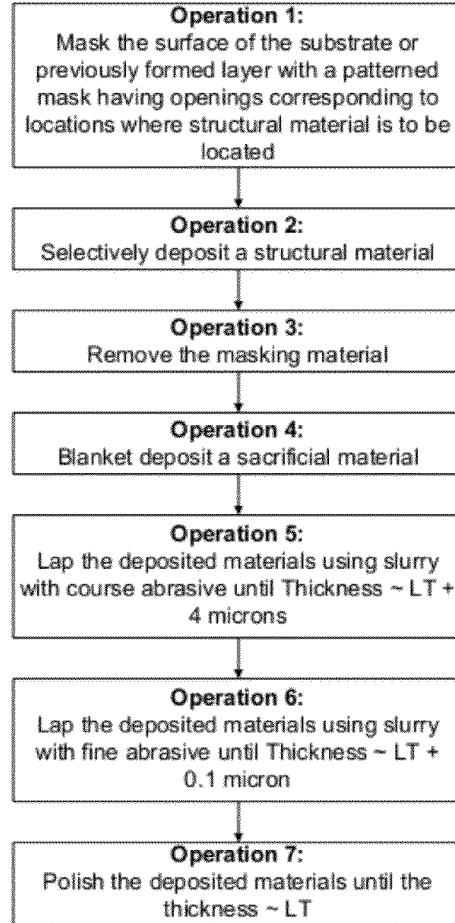 Operation 1:
Mask the surface of the substrate or
previously formed layer with a patterned
mask having openings corresponding to
locations where structural material is to be
located
Operation 2:
Selectively deposit a structural material
Operation 3:
Remove the masking material
Operation 4:
Blanket deposit a sacrificial material
Operation 5:
Lap the deposited materials using slurry
with course abrasive until Thickness ~ LT +
4 microns
Operation 6:
Lap the deposited materials using slurry
with fine abrasive until Thickness ~ LT +
0.1 micron
Operation 7:
Polish the deposited materials until the
thickness ~ LT